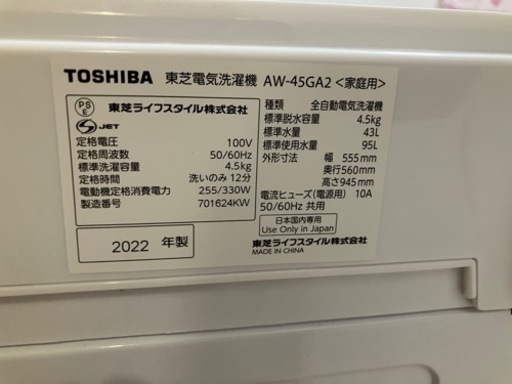 TOSHIBA 東芝電気洗濯機 AW-45GA2<家庭用>
PS
E
東芝ライフスタイル株式会社
S JET
定格電圧 100V
定格周波数 50/60Hz
標準洗濯容量 4.5kg
定格時間 洗いのみ 12分
電動機定格消費電力 255/330W
製造番号 701624KW
2022 年製
種類 全自動電気洗濯機
標準脱水容量 4.5kg
標準水量 43L
標準使用水量 95L
外形寸法 幅 555mm
奥行560mm
高さ945mm
電流ヒューズ(電源用) 10A
50/60Hz 共用
日本国内専用
Use Only in Japan
東芝ライフスタイル株式会社
MADE IN CHINA